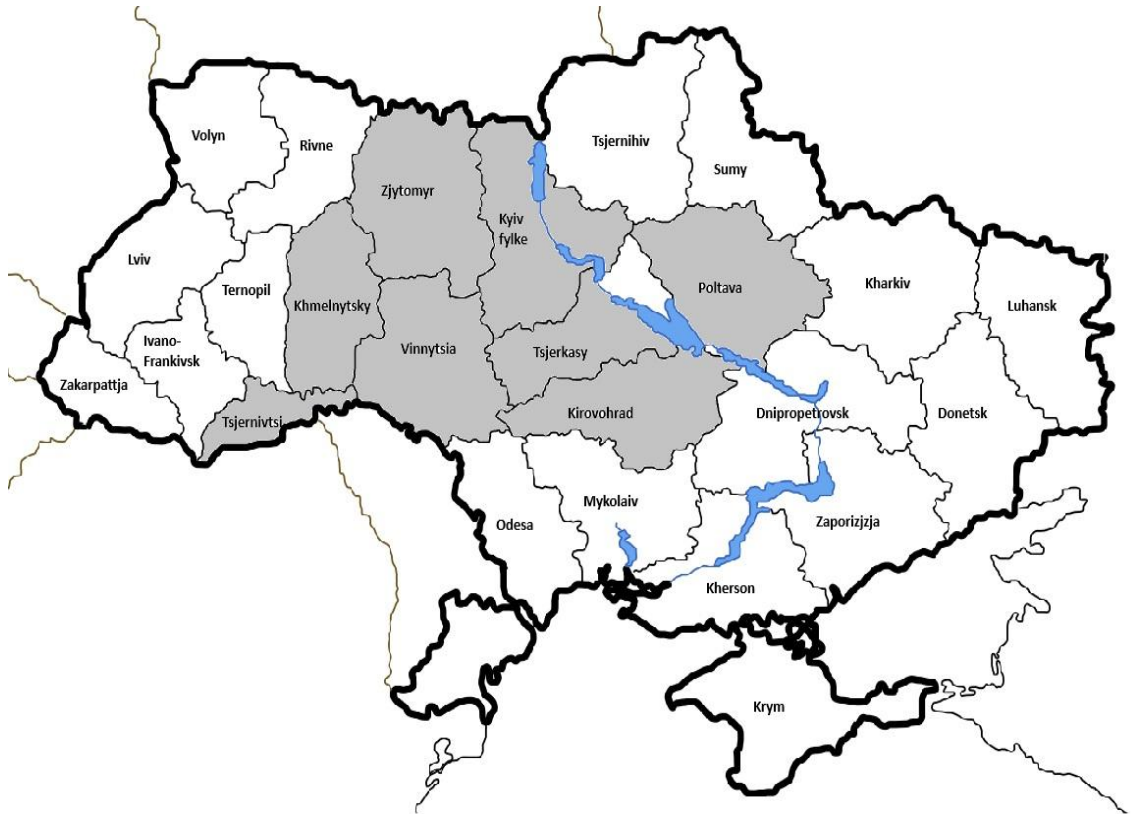 Volyn
Rivne
Tsjernihiv
Sumy
Zjytomyr
Kyiv
fylke
Lviv
Ternopil
Khmelnytsky
Poltava
Kharkiv
Luhansk
Ivano-
Frankivsk
Vinnytsia
Tsjerkasy
Zakarpattja
Tsjernivtsi
Kirovohrad
Dnipropetrovsk
Donetsk
Mykolaiv
Odesa
Zaporizjzja
Kherson
Krym